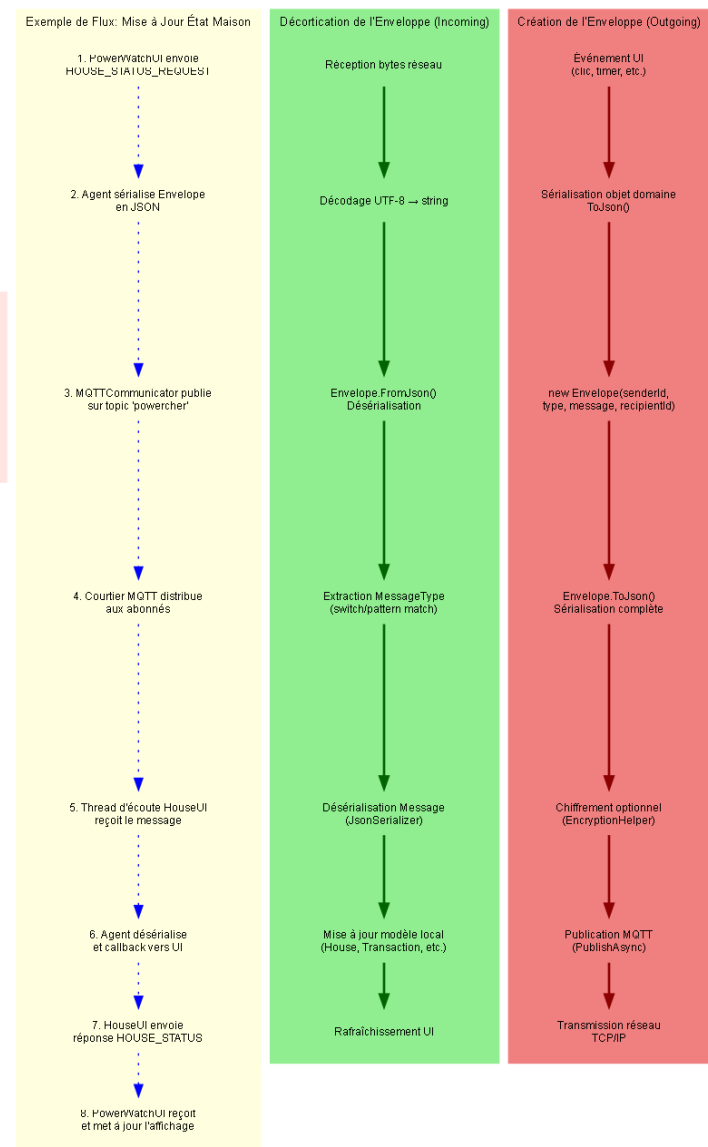 Exemple de Flux: Mise à Jour État Maison
1. PowerWatchUI envoie
HOUSE_STATUS_REQUEST
2. Agent sérialise Envelope
en JSON
3. MQTTCommunicator publie
sur topic 'powercher'
4. Courtier MQTT distribue
aux abonnés
5. Thread d'écoute HouseUI
reçoit le message
6. Agent désérialise
et callback vers UI
7. HouseUI envoie
réponse HOUSE_STATUS
8. PowerWatchUI reçoit
et met à jour l'affichage
Décortication de l'Enveloppe (Incoming)
Réception bytes réseau
Décodage UTF-8 → string
Envelope.FromJson()
Désérialisation
Extraction MessageType
(switch/pattern match)
Désérialisation Message
(JsonSerializer)
Mise à jour modèle local
(House, Transaction, etc.)
Rafraîchissement UI
Création de l'Enveloppe (Outgoing)
Événement UI
(clic, timer, etc.)
Sérialisation objet domaine
ToJson()
new Envelope(senderId,
type, message, recipientId)
Envelope.ToJson()
Sérialisation complète
Chiffrement optionnel
(EncryptionHelper)
Publication MQTT
(PublishAsync)
Transmission réseau
TCP/IP